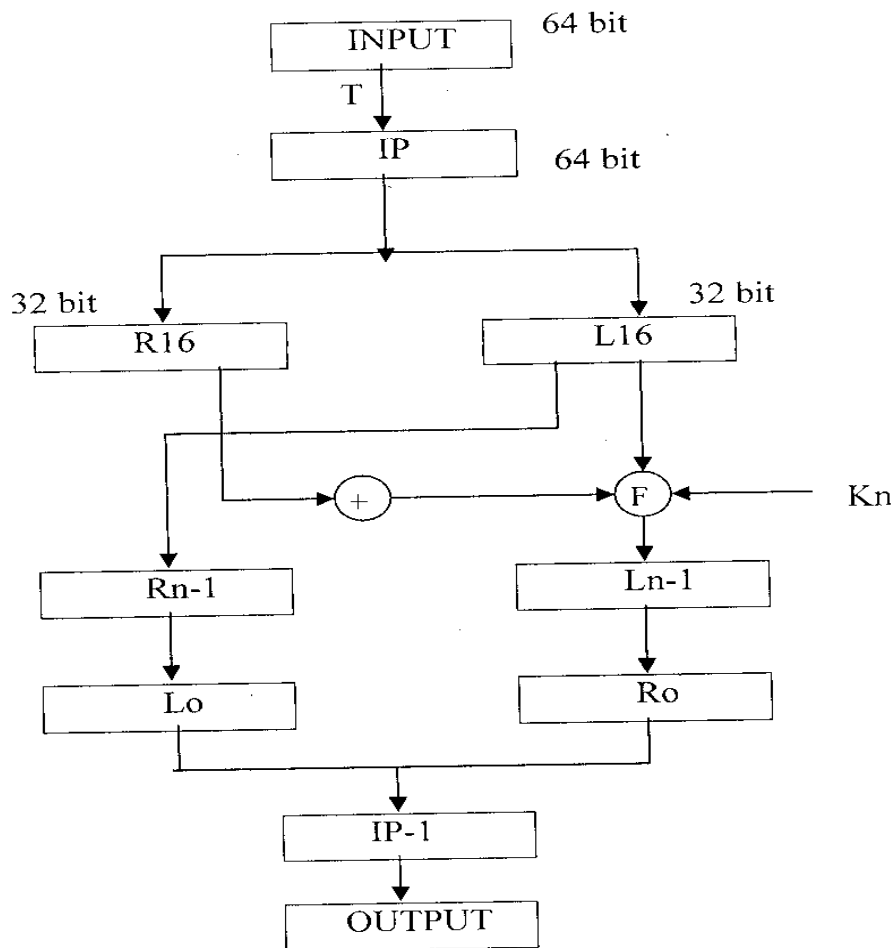 INPUT
64 bit
T
IP
64 bit
32 bit
32 bit
R16
L16
+
F
Kn
Rn-1
Ln-1
Lo
Ro
IP-1
OUTPUT